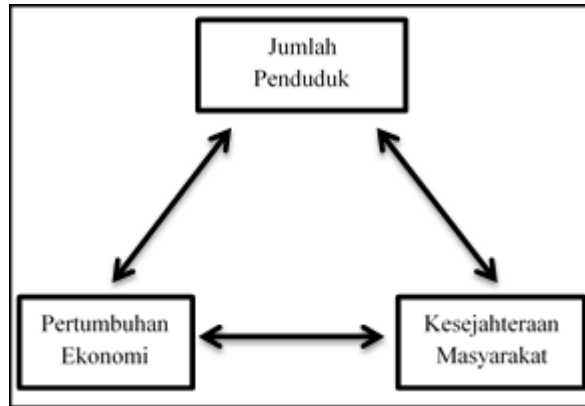 Jumlah
Penduduk
Pertumbuhan
Ekonomi
Kesejahteraan
Masyarakat